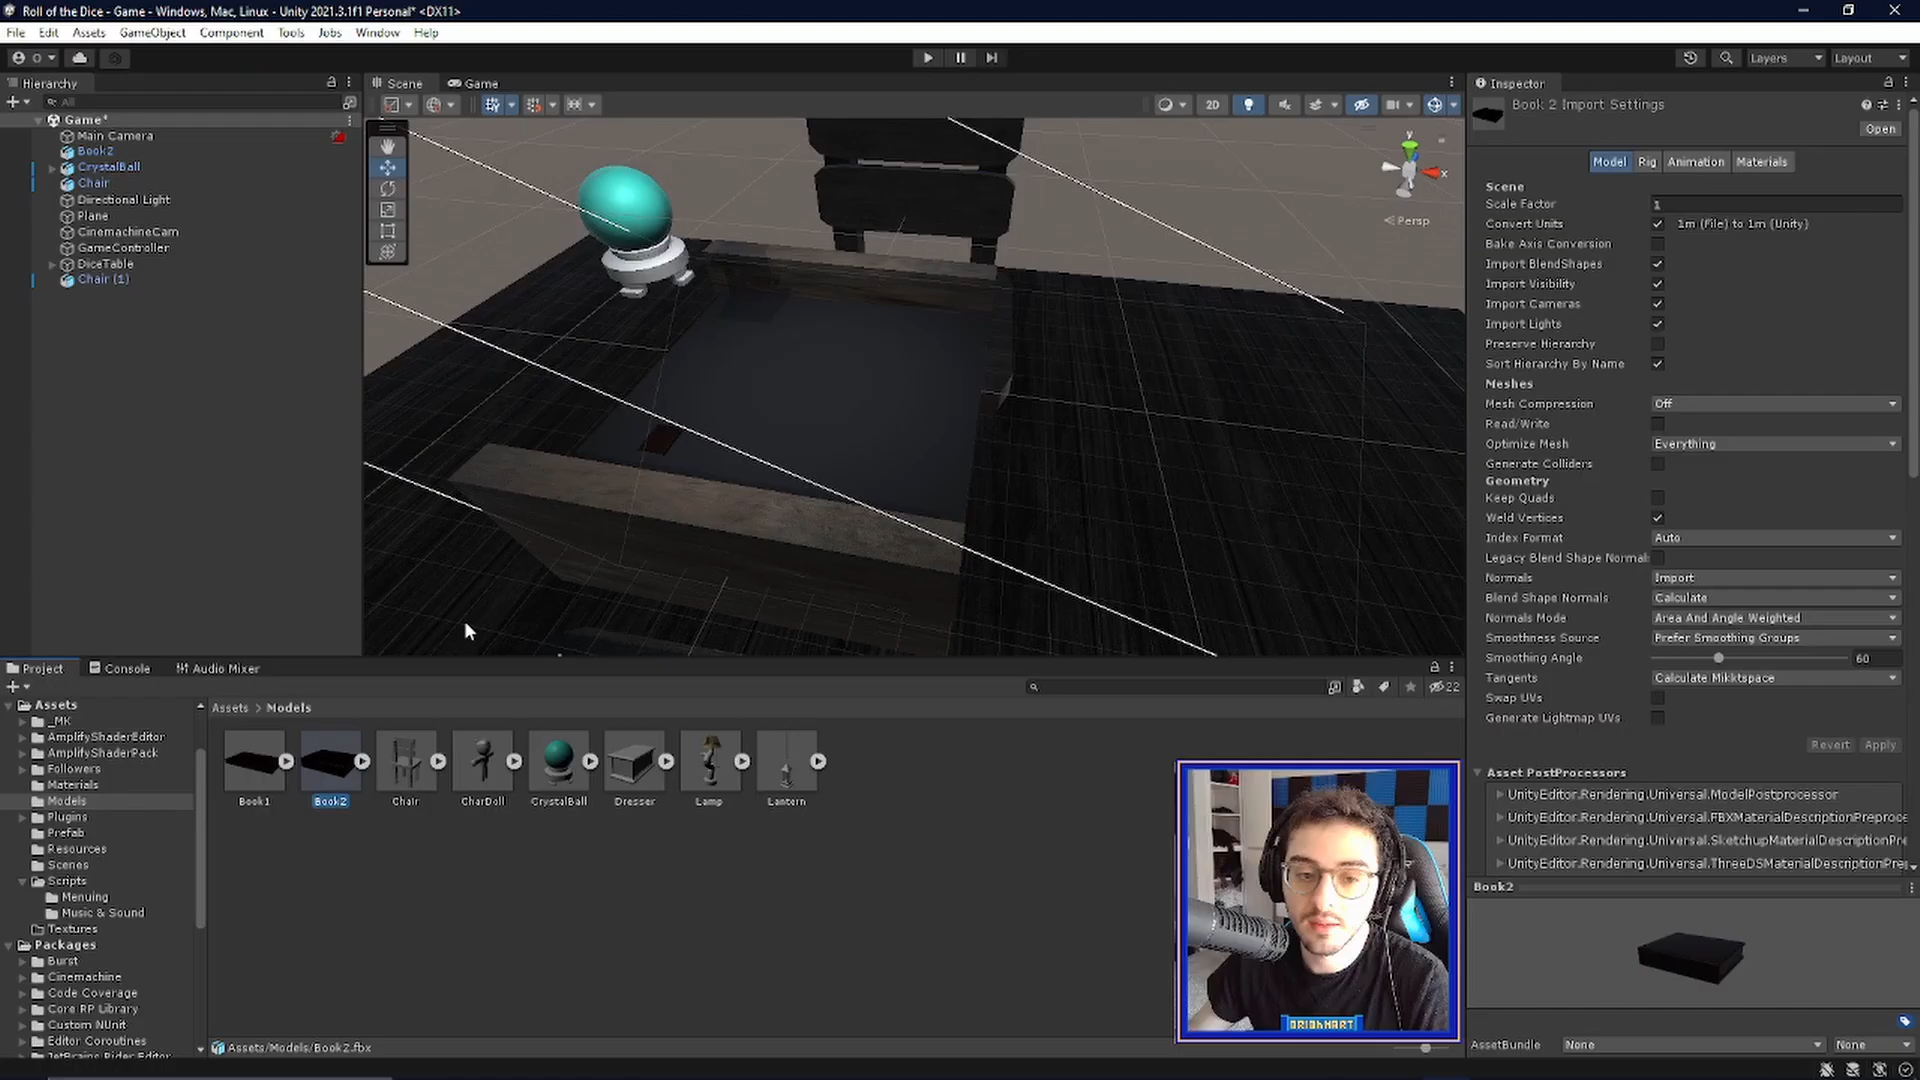 Roll of the Dice - Game - Windows, Mac, Linux - Unity 2021.3.1f1 Personal* <DX11>
File Edit Assets GameObject Component Tools Jobs Window Help
O
Layers
Layout
Hierarchy
All
Game*
Main Camera
Book2
CrystalBall
Chair
Directional Light
Plane
CinemachineCam
GameController
DiceTable
Chair (1)
Scene Game
2D
y
x
Persp
Inspector
Book 2 Import Settings
Open
Model Rig Animation Materials
Scene
Scale Factor 1
Convert Units 1m (File) to 1m (Unity)
Bake Axis Conversion
Import BlendShapes
Import Visibility
Import Cameras
Import Lights
Preserve Hierarchy
Sort Hierarchy By Name
Meshes
Mesh Compression Off
Read/Write
Optimize Mesh Everything
Generate Colliders
Geometry
Keep Quads
Weld Vertices
Index Format Auto
Legacy Blend Shape Normal
Normals Import
Blend Shape Normals Calculate
Normals Mode Area And Angle Weighted
Smoothness Source Prefer Smoothing Groups
Smoothing Angle 60
Tangents Calculate Mikktspace
Swap UVs
Generate Lightmap UVs
Revert Apply
Asset PostProcessors
UnityEditor.Rendering.Universal.ModelPostprocessor
UnityEditor.Rendering.Universal.FBXMaterialDescriptionPreproce
UnityEditor.Rendering.Universal.SketchupMaterialDescriptionPre
UnityEditor.Rendering.Universal.ThreeDSMaterialDescriptionPre
Book2
AssetBundle None None
Project Console Audio Mixer
22
Assets
_MK
AmplifyShaderEditor
AmplifyShaderPack
Followers
Materials
Models
Plugins
Prefab
Resources
Scenes
Scripts
Menuing
Music & Sound
Textures
Packages
Burst
Cinemachine
Code Coverage
Core RP Library
Custom NUnit
Editor Coroutines
JetBrains Rider Editor
Assets > Models
Book1 Book2 Chair CharDoll CrystalBall Dresser Lamp Lantern
Assets/Models/Book2.fbx